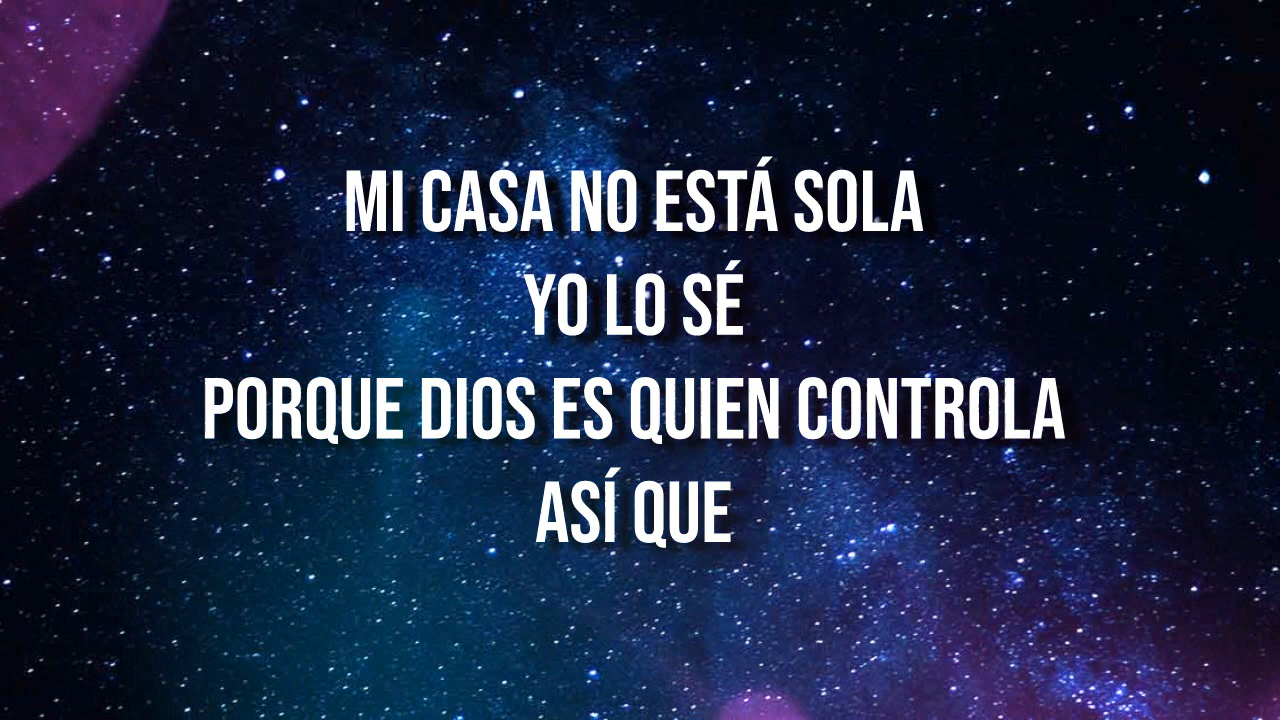 MI CASA NO ESTÁ SOLA
YO LO SÉ
PORQUE DIOS ES QUIEN CONTROLA
ASÍ QUE